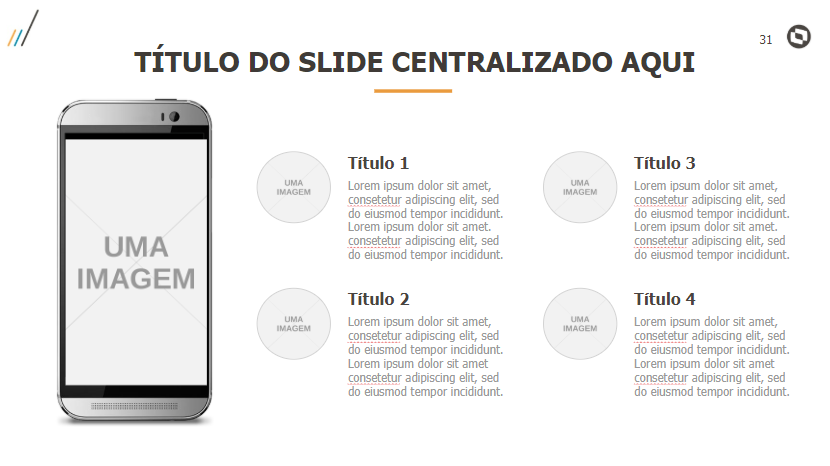 31
TÍTULO DO SLIDE CENTRALIZADO AQUI
UMA
IMAGEM
UMA
IMAGEM
Título 1
Lorem ipsum dolor sit amet,
consetetur adipiscing elit, sed
do eiusmod tempor incididunt.
Lorem ipsum dolor sit amet.
consetetur adipiscing elit, sed
do eiusmod tempor incididunt.
UMA
IMAGEM
Título 2
Lorem ipsum dolor sit amet,
consetetur adipiscing elit, sed
do eiusmod tempor incididunt.
Lorem ipsum dolor sit amet
consetetur adipiscing elit, sed
do eiusmod tempor incididunt.
UMA
IMAGEM
Título 3
Lorem ipsum dolor sit amet,
consetetur adipiscing elit, sed
do eiusmod tempor incididunt.
Lorem ipsum dolor sit amet.
consetetur adipiscing elit, sed
do eiusmod tempor incididunt.
UMA
IMAGEM
Título 4
Lorem ipsum dolor sit amet,
consetetur adipiscing elit, sed
do eiusmod tempor incididunt.
Lorem ipsum dolor sit amet
consetetur adipiscing elit, sed
do eiusmod tempor incididunt.